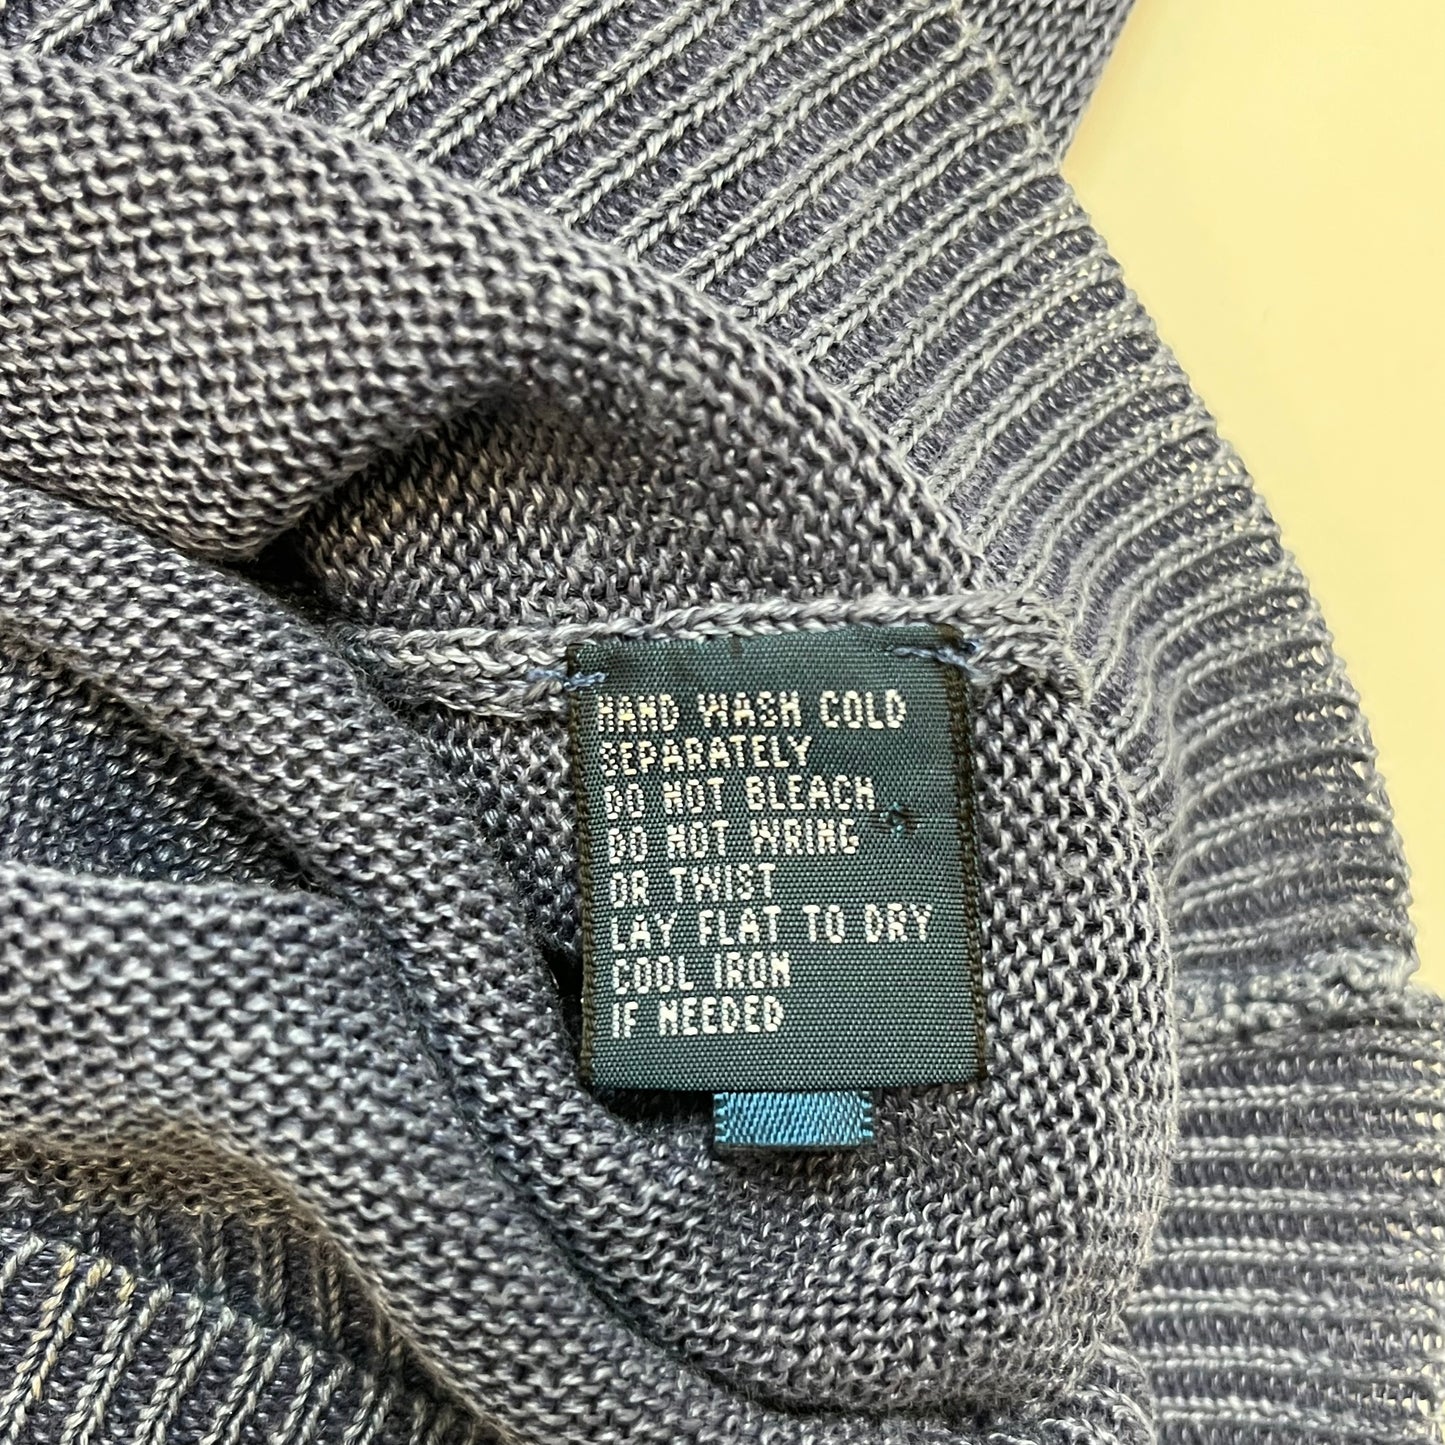 HAND WASH COLD
SEPARATELY
DO NOT BLEACH
DO NOT WRING
OR TWIST
LAY FLAT TO DRY
COOL IRON
IF NEEDED